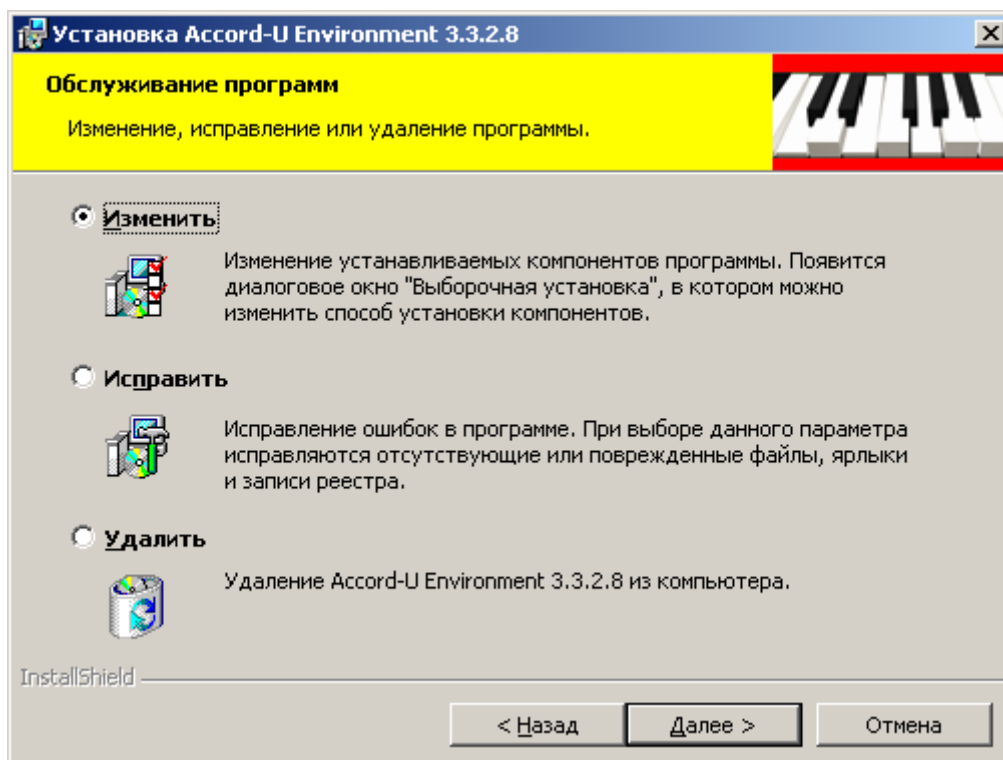 Установка Accord-U Environment 3.3.2.8
Обслуживание программ
Изменение, исправление или удаление программы.
Изменить
Изменение устанавливаемых компонентов программы. Появится
диалоговое окно "Выборочная установка", в котором можно
изменить способ установки компонентов.
Исправить
Исправление ошибок в программе. При выборе данного параметра
исправляются отсутствующие или поврежденные файлы, ярлыки
и записи реестра.
Удалить
Удаление Accord-U Environment 3.3.2.8 из компьютера.
InstallShield
< Назад
Далее >
Отмена